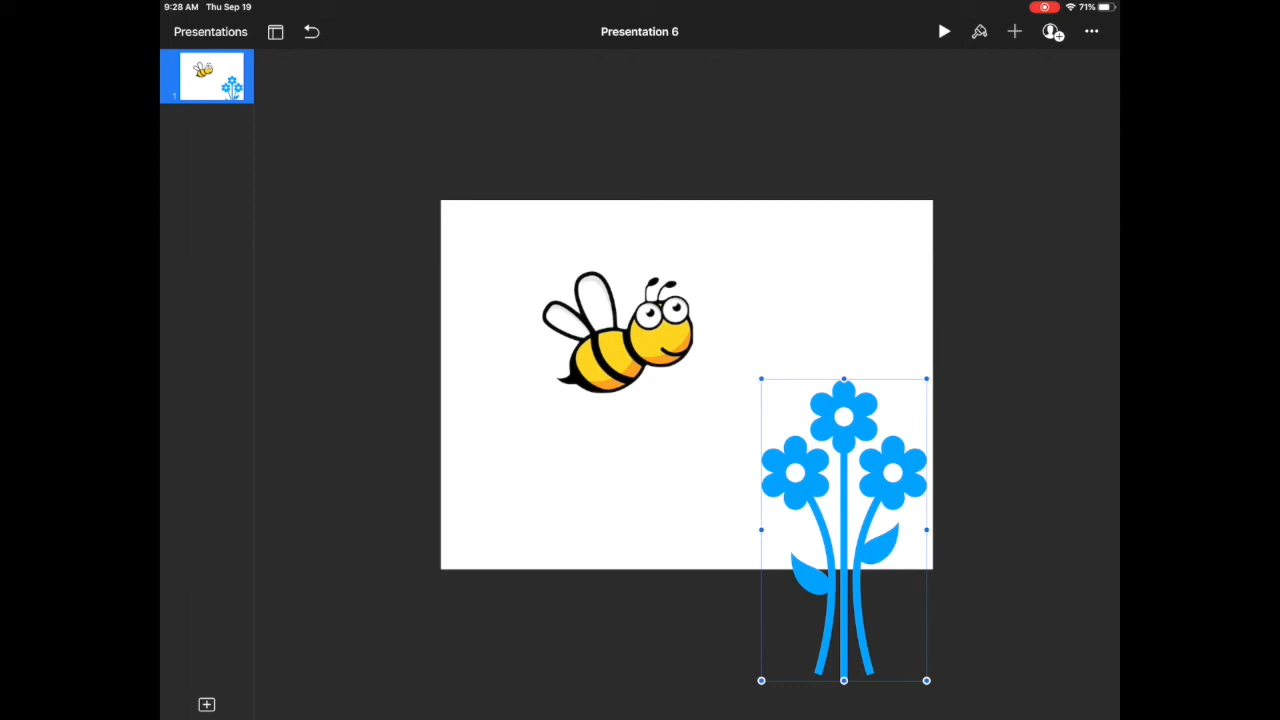 9:28 AM Thu Sep 19
71%
Presentations
Presentation 6
1